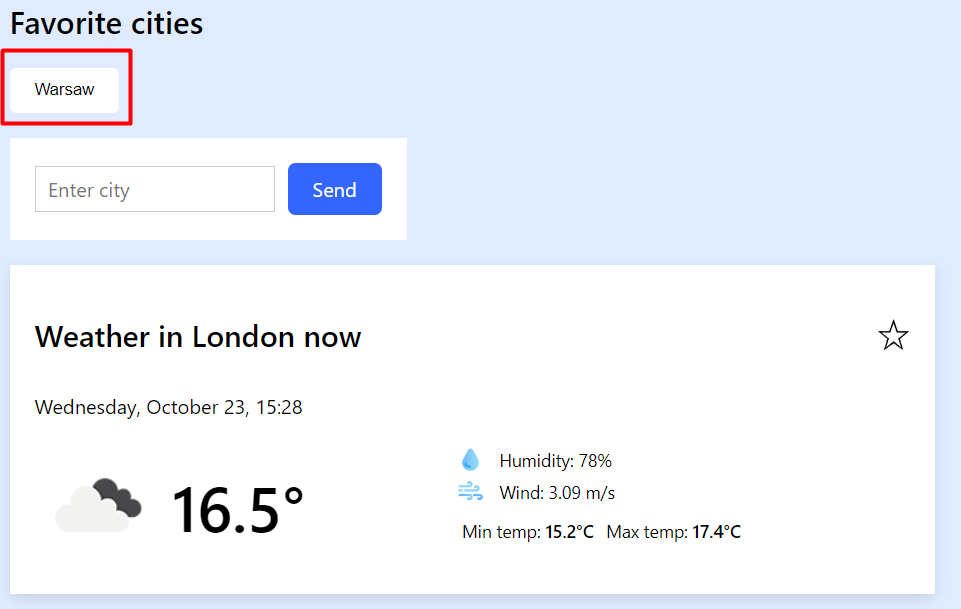 Favorite cities
Warsaw
Enter city
Send
Weather in London now
Wednesday, October 23, 15:28
Humidity: 78%
Wind: 3.09 m/s
16.5°
Min temp: 15.2°C Max temp: 17.4°C